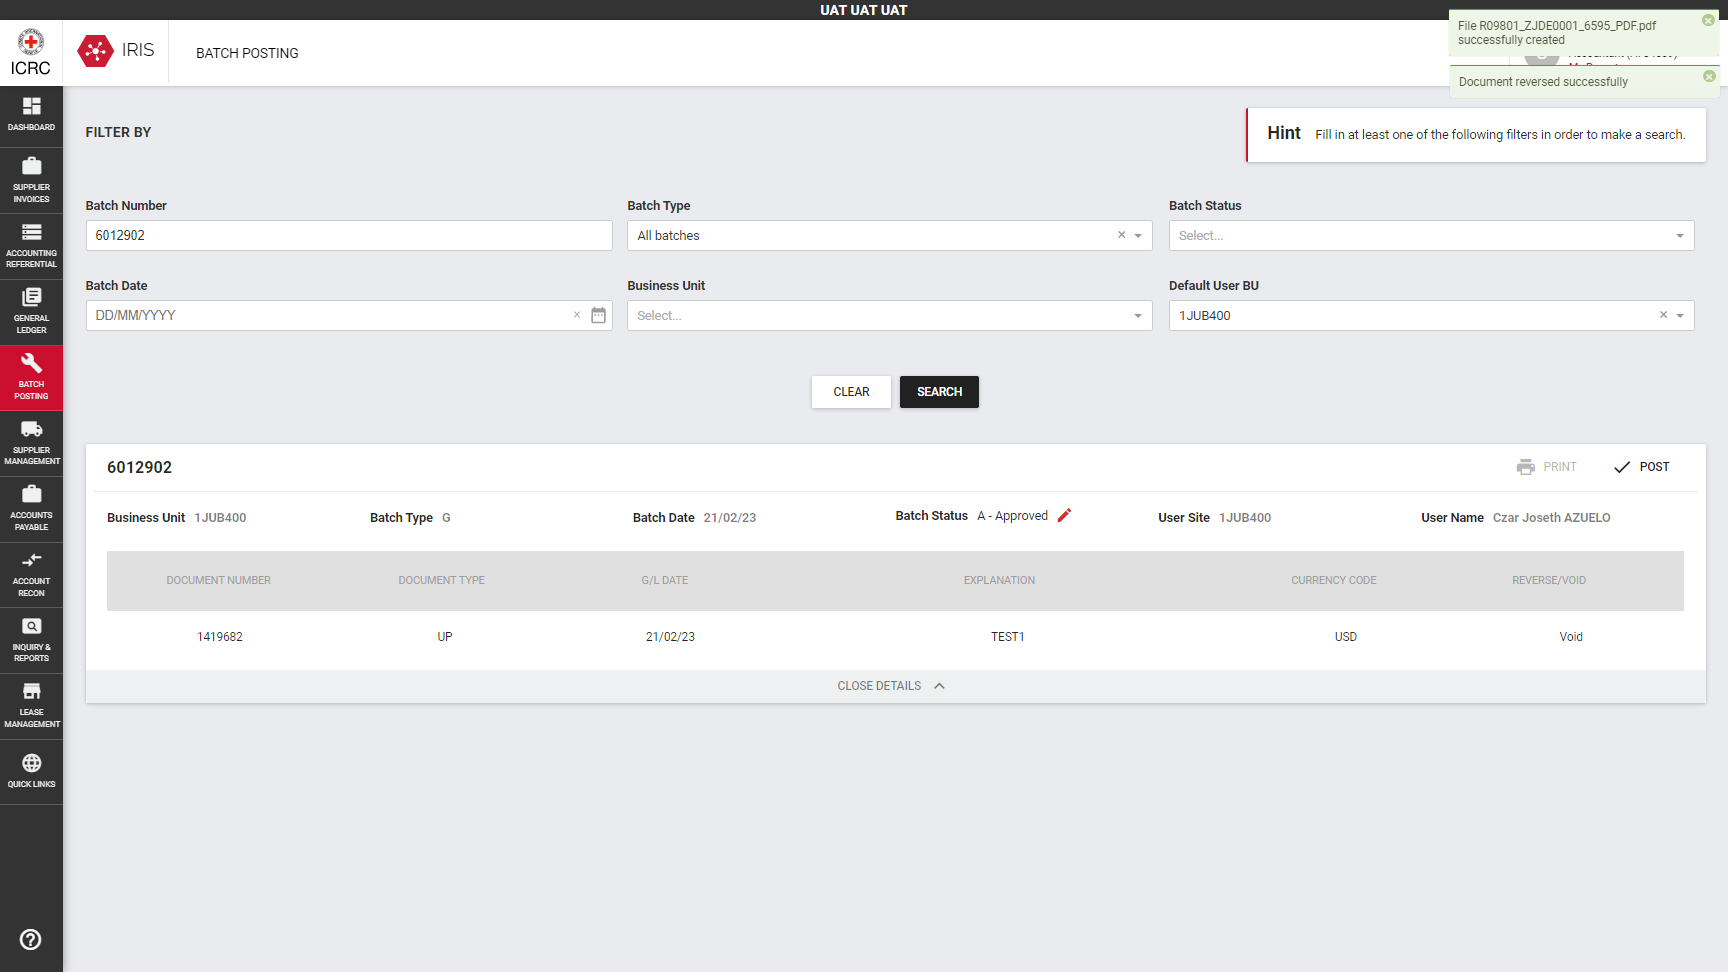 UAT UAT UAT
ICRC
IRIS
BATCH POSTING
File R09801_ZJDE0001_6595_PDF.pdf
successfully created
Document reversed successfully
DASHBOARD
SUPPLIER
INVOICES
ACCOUNTING
REFERENTIAL
GENERAL
LEDGER
BATCH
POSTING
SUPPLIER
MANAGEMENT
ACCOUNTS
PAYABLE
ACCOUNT
RECON
INQUIRY &
REPORTS
LEASE
MANAGEMENT
QUICK LINKS
FILTER BY
Hint Fill in at least one of the following filters in order to make a search.
Batch Number Batch Type Batch Status
6012902 All batches Select...
Batch Date Business Unit Default User BU
DD/MM/YYYY Select... 1JUB400
CLEAR SEARCH
6012902 PRINT POST
Business Unit 1JUB400 Batch Type G Batch Date 21/02/23 Batch Status A - Approved User Site 1JUB400 User Name Czar Joseth AZUELO
DOCUMENT NUMBER DOCUMENT TYPE G/L DATE EXPLANATION CURRENCY CODE REVERSE/VOID
1419682 UP 21/02/23 TEST1 USD Void
CLOSE DETAILS